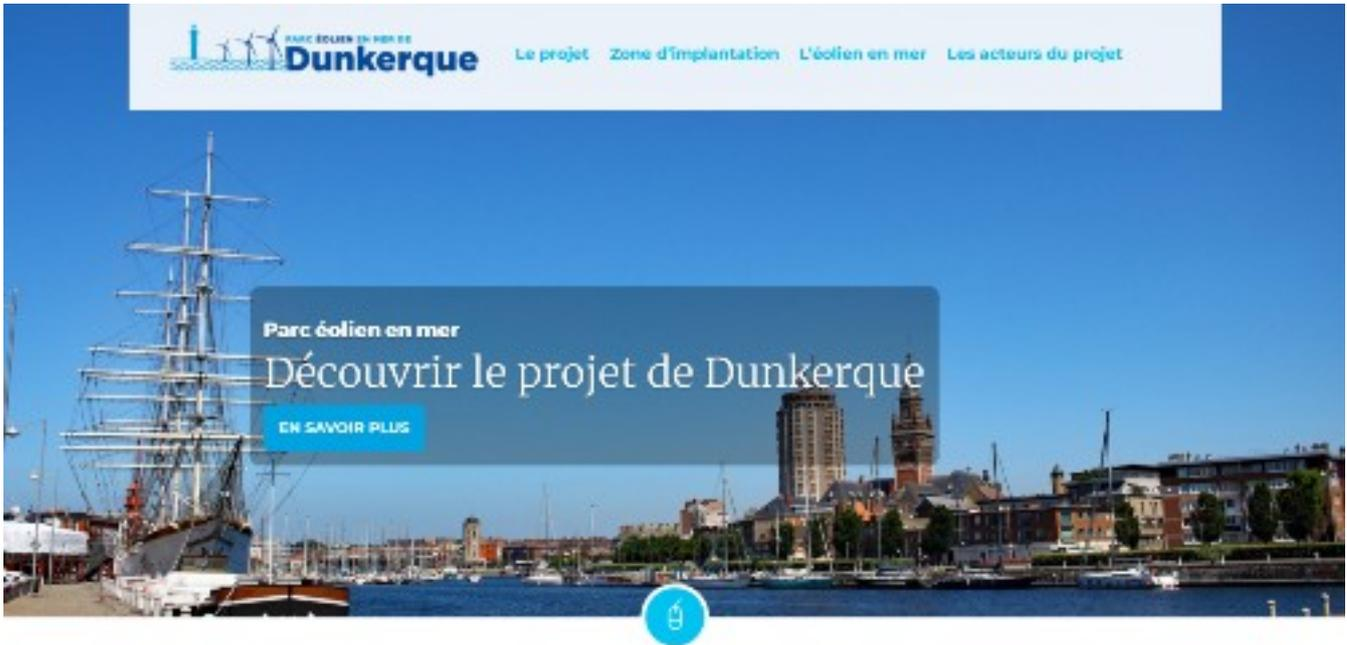 PARC ÉOLIEN EN MER DE
Dunkerque
Le projet Zone d'implantation L'éolien en mer Les acteurs du projet
Parc éolien en mer
Découvrir le projet de Dunkerque
EN SAVOIR PLUS